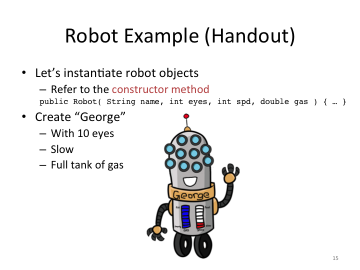 Robot Example (Handout)
• Let's instantiate robot objects
– Refer to the constructor method
public Robot( String name, int eyes, int spd, double gas ) { … }
• Create "George"
– With 10 eyes
– Slow
– Full tank of gas
George
15